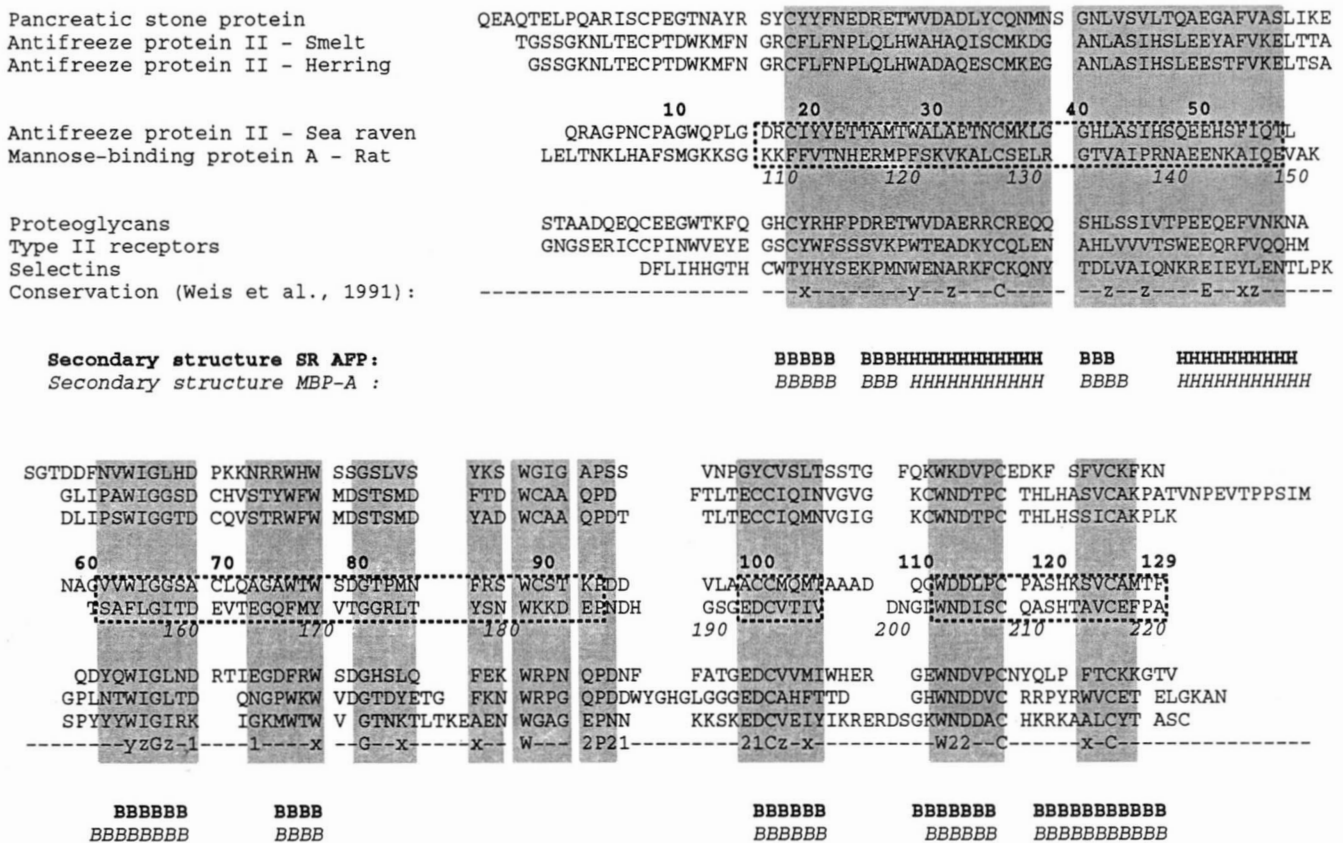 Pancreatic stone protein QEAQTELPQARISCPEGTNAYR SYCYYFNEDRETWVDADLYCQNMNS GNLVSVLTQAEGAFVASLIKE
Antifreeze protein II - Smelt TGSSGKNLTECPTDWKMFN GRCFLFNPLQLHWAHAQISCMKDG ANLASIHSLEEYAFVKELTTA
Antifreeze protein II - Herring GSSGKNLTECPTDWKMFN GRCFLFNPLQLHWADAQESCMKEG ANLASIHSLEESTFVKELTSA
10 20 30 40 50
Antifreeze protein II - Sea raven QRAGPNCPAGWQPLG DRCIYYETTAMTWALAETNCMKLG GHLASIHSQEEHSFIQTL
Mannose-binding protein A - Rat LELTNKLHAFSMGKKSG KKFFVTNHERMPFSKVKALCSELR GTVAIPRNAEENKAIQEVAK
110 120 130 140 150
Proteoglycans STAADQEQCEEGWTKFQ GHCYRHFPDRETWVDAERRCREQQ SHLSSIVTPEEQEFVNKNA
Type II receptors GNGSERICCPINWVEYE GSCYWFSSSVKPWTEADKYCQLEN AHLVVVTSWEEQRFVQQHM
Selectins DFLIHHGTH CWTYHYSEKPMNWENARKFCKQNY TDLVAIQNKREIEYLENTLPK
Conservation (Weis et al., 1991): ---------------------- ---x--------y--z---C----- --z--z----E--xz------
Secondary structure SR AFP: BBBBB BBBHHHHHHHHHHHH BBB HHHHHHHHHH
Secondary structure MBP-A : BBBBB BBB HHHHHHHHHHH BBBB HHHHHHHHHHH
SGTDDFNVWIGLHD PKKNRRWHW SSGSLVS YKS WGIG APSS VNPGYCVSLTSSTG FQKWKDVPCEDKF SFVCKFKN
GLIPAWIGGSD CHVSTYWFW MDSTSMD FTD WCAA QPD FTLTECCIQINVGVG KCWNDTPC THLHASVCAKPATVNPEVTPPSIM
DLIPSWIGGTD CQVSTRWFW MDSTSMD YAD WCAA QPDT TLTECCIQMNVGIG KCWNDTPC THLHSSICAKPLK
60 70 80 90 100 110 120 129
NAGVVWIGGSA CLQAGAWTW SDGTPMN FRS WCST KRDD VLAACCMQMTAAAD QGWDDLPC PASHKSVCAMTF
TSAFLGITD EVTEGQFMY VTGGRLT YSN WKKD EPNDH GSGEDCVTIV DNGLWNDISC QASHTAVCEFPA
160 170 180 190 200 210 220
QDYQWIGLND RTIEGDFRW SDGHSLQ FEK WRPN QPDNF FATGEDCVVMIWHER GEWNDVPCNYQLP FTCKKGTV
GPLNTWIGLTD QNGPWKW VDGTDYETG FKN WRPG QPDDWYGHGLGGGEDCAHFTTD GHWNDDVC RRPYRWVCET ELGKAN
SPYYYWIGIRK IGKMWTW V GTNKTLTKEAENWGAG EPNN KKSKEDCVEIYIKRERDSGKWNDDAC HKRKAALCYT ASC
--------yzGz-1----1----x---G--x-----x---W----2P21---------21Cz-x---------W22--C------x-C----------------
BBBBBB BBBB BBBBBB BBBBBBB BBBBBBBBBBB
BBBBBBBB BBBB BBBBBB BBBBBB BBBBBBBBBBB